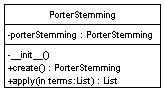 PorterStemming
-porterStemming : PorterStemming
-__init__()
+create() : PorterStemming
+apply(in terms:List) : List